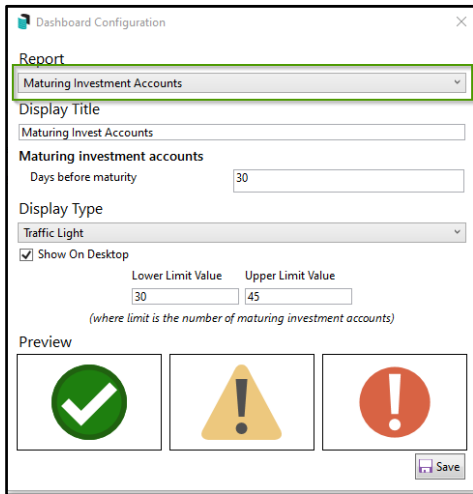 Dashboard Configuration
Report
Maturing Investment Accounts
Display Title
Maturing Invest Accounts
Maturing investment accounts
Days before maturity 30
Display Type
Traffic Light
Show On Desktop
Lower Limit Value Upper Limit Value
30 45
(where limit is the number of maturing investment accounts)
Preview
Save